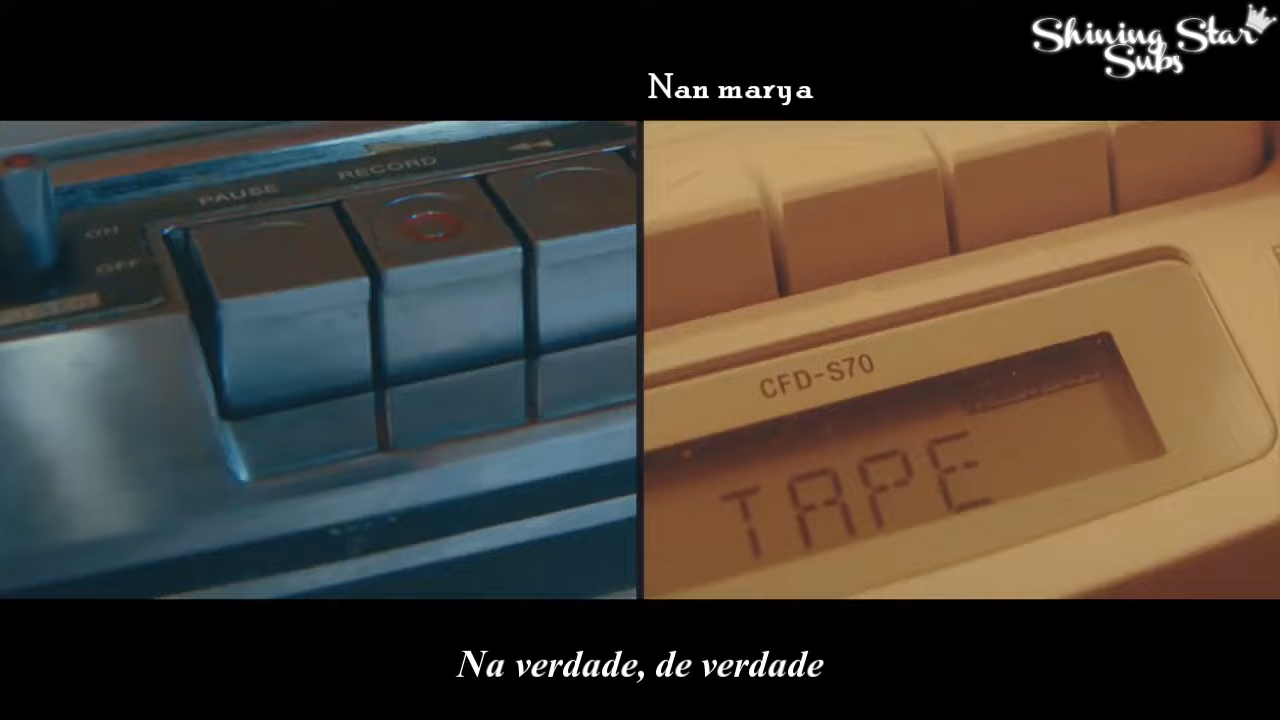 Shining Star
Subs
Nan marya
PAUSE
RECORD
ON
OFF
CFD-S70
TAPE
Na verdade, de verdade